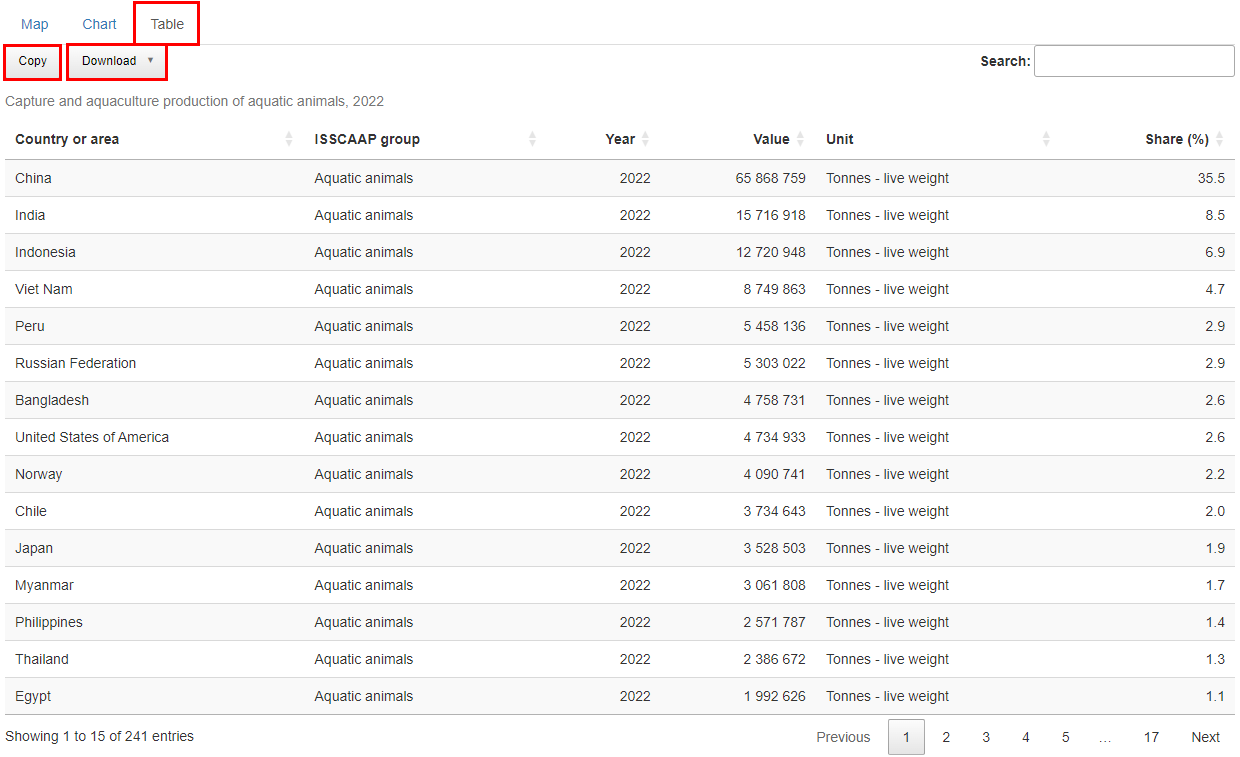 Map Chart Table
Copy Download ▼ Search:
Capture and aquaculture production of aquatic animals, 2022
Country or area ISSCAAP group Year Value Unit Share (%)
China Aquatic animals 2022 65 868 759 Tonnes - live weight 35.5
India Aquatic animals 2022 15 716 918 Tonnes - live weight 8.5
Indonesia Aquatic animals 2022 12 720 948 Tonnes - live weight 6.9
Viet Nam Aquatic animals 2022 8 749 863 Tonnes - live weight 4.7
Peru Aquatic animals 2022 5 458 136 Tonnes - live weight 2.9
Russian Federation Aquatic animals 2022 5 303 022 Tonnes - live weight 2.9
Bangladesh Aquatic animals 2022 4 758 731 Tonnes - live weight 2.6
United States of America Aquatic animals 2022 4 734 933 Tonnes - live weight 2.6
Norway Aquatic animals 2022 4 090 741 Tonnes - live weight 2.2
Chile Aquatic animals 2022 3 734 643 Tonnes - live weight 2.0
Japan Aquatic animals 2022 3 528 503 Tonnes - live weight 1.9
Myanmar Aquatic animals 2022 3 061 808 Tonnes - live weight 1.7
Philippines Aquatic animals 2022 2 571 787 Tonnes - live weight 1.4
Thailand Aquatic animals 2022 2 386 672 Tonnes - live weight 1.3
Egypt Aquatic animals 2022 1 992 626 Tonnes - live weight 1.1
Showing 1 to 15 of 241 entries Previous 1 2 3 4 5 … 17 Next